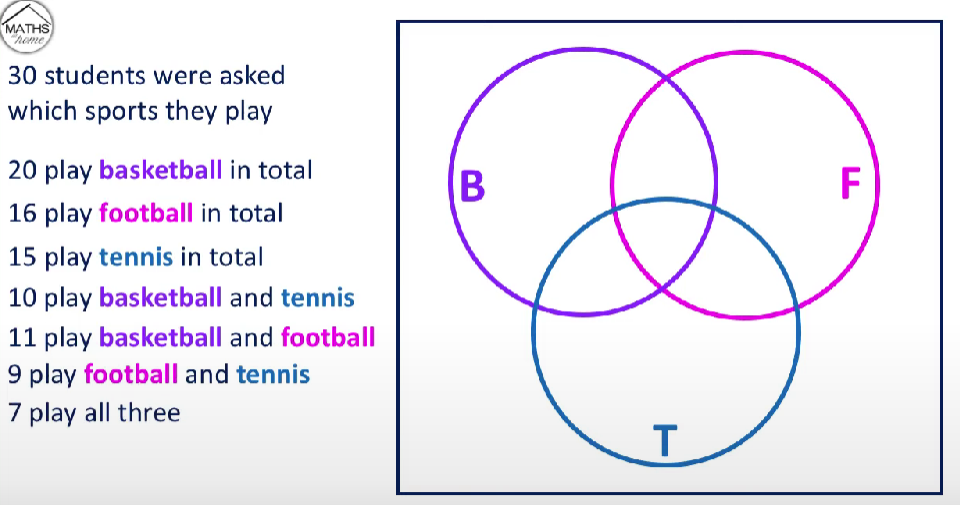 MATHS
at home
30 students were asked
which sports they play
20 play basketball in total
16 play football in total
15 play tennis in total
10 play basketball and tennis
11 play basketball and football
9 play football and tennis
7 play all three
B
F
T